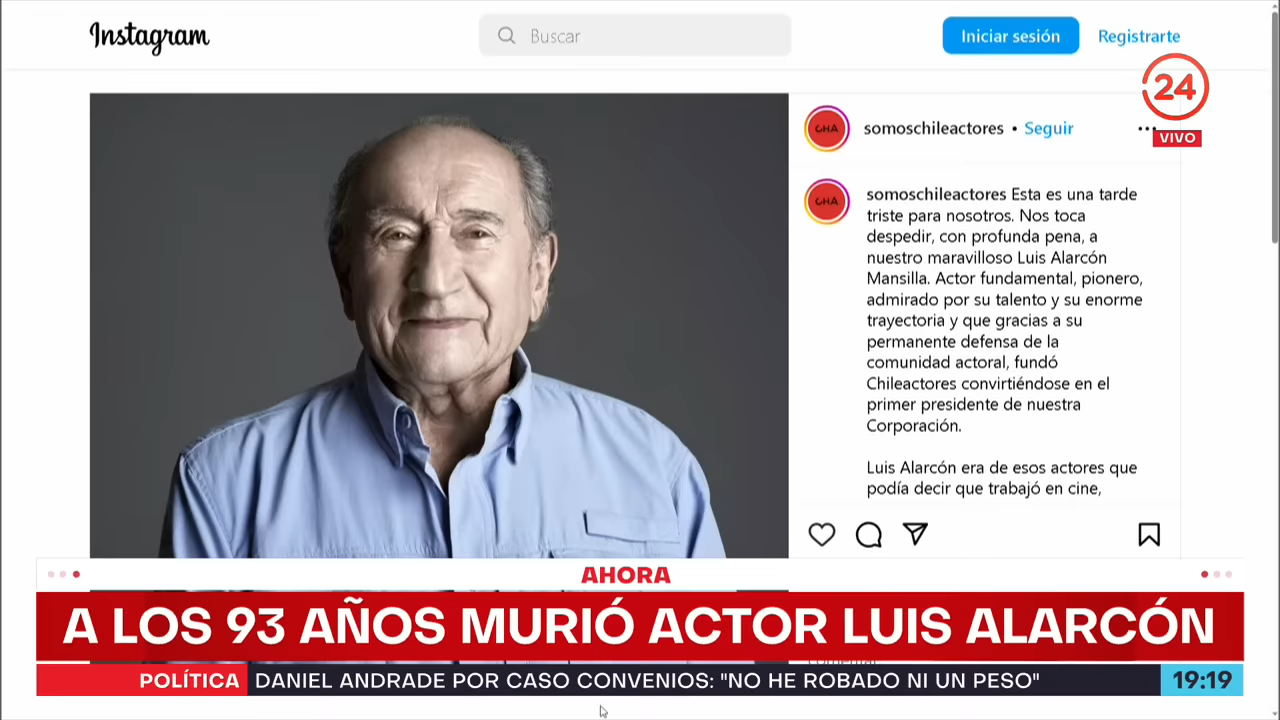 Instagram
Buscar
Iniciar sesión
Registrarte
24
VIVO
CHA
somoschileactores • Seguir
CHA
somoschileactores Esta es una tarde
triste para nosotros. Nos toca
despedir, con profunda pena, a
nuestro maravilloso Luis Alarcón
Mansilla. Actor fundamental, pionero,
admirado por su talento y su enorme
trayectoria y que gracias a su
permanente defensa de la
comunidad actoral, fundó
Chileactores convirtiéndose en el
primer presidente de nuestra
Corporación.
Luis Alarcón era de esos actores que
podía decir que trabajó en cine,
AHORA
A LOS 93 AÑOS MURIÓ ACTOR LUIS ALARCÓN
POLÍTICA DANIEL ANDRADE POR CASO CONVENIOS: "NO HE ROBADO NI UN PESO" 19:19